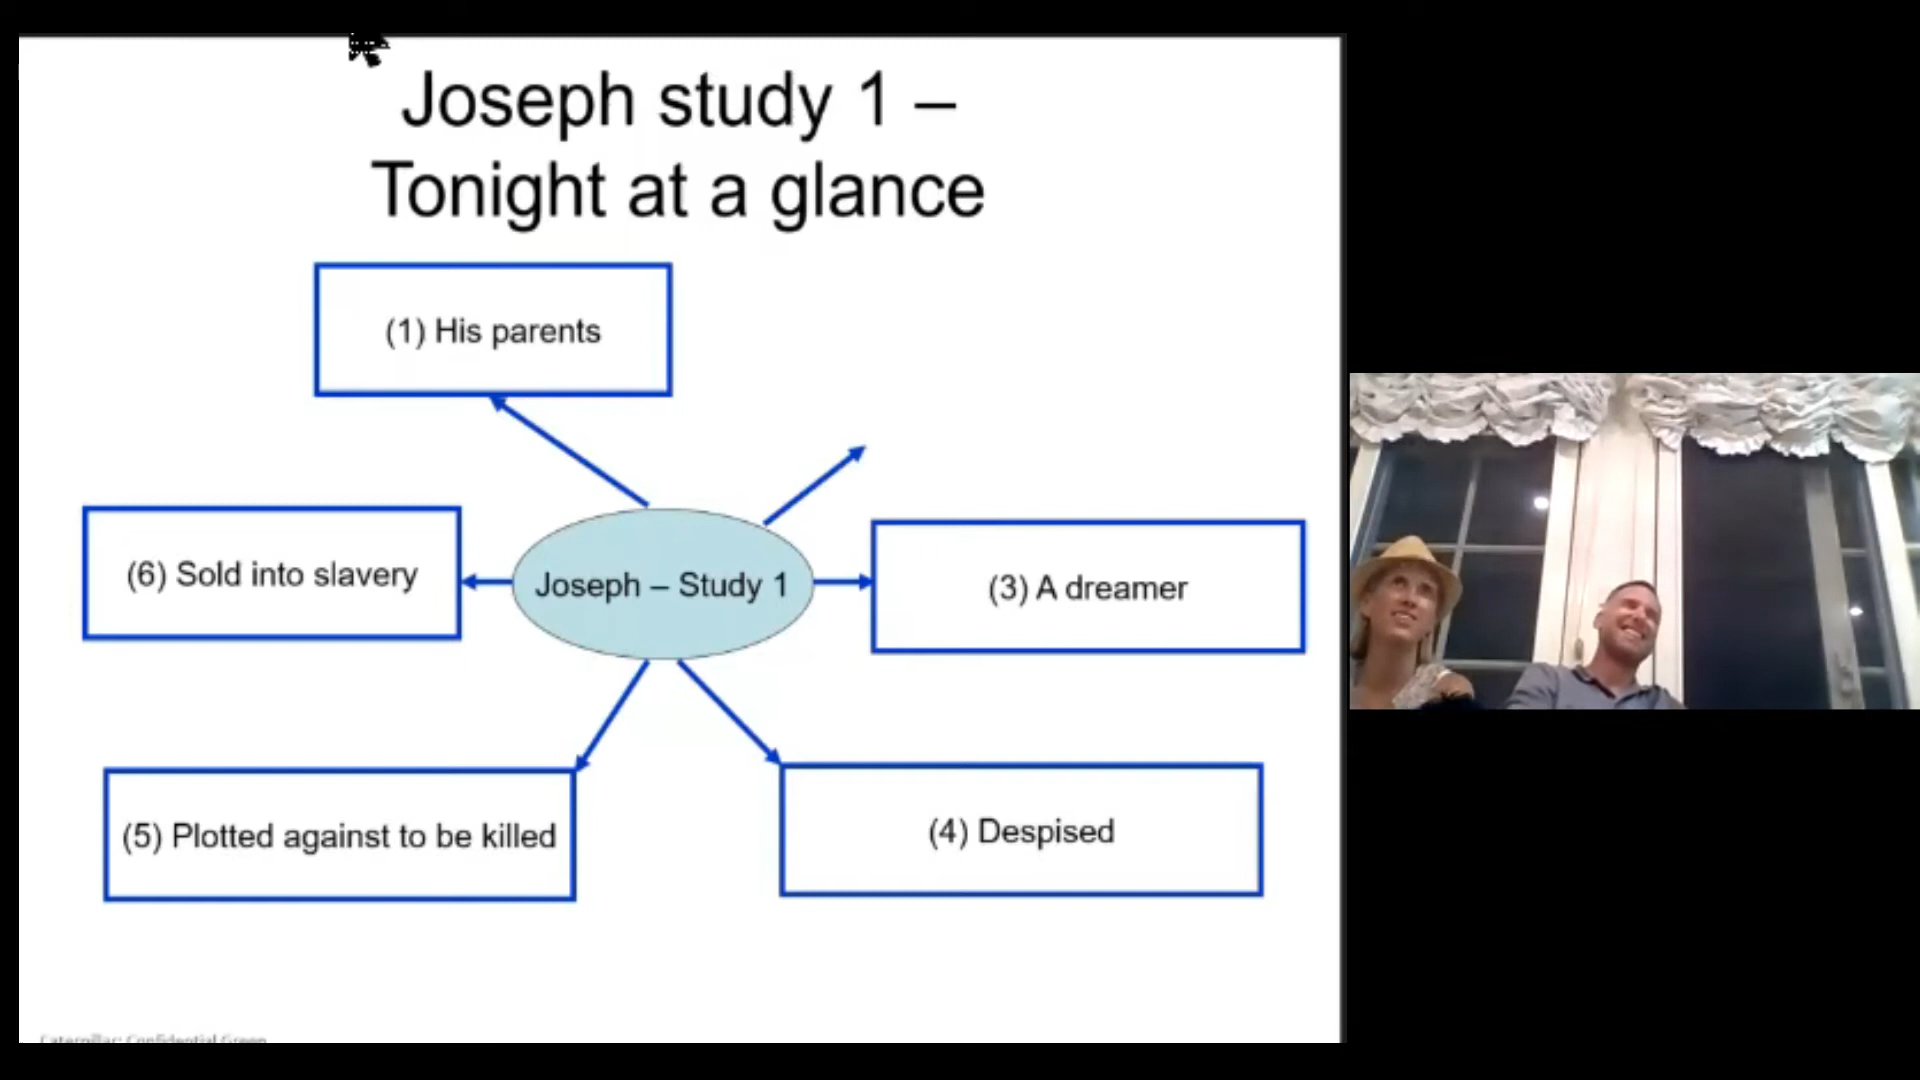 Joseph study 1 –
Tonight at a glance
(1) His parents
(6) Sold into slavery
Joseph – Study 1
(3) A dreamer
(5) Plotted against to be killed
(4) Despised
Caterpillar: Confidential Green